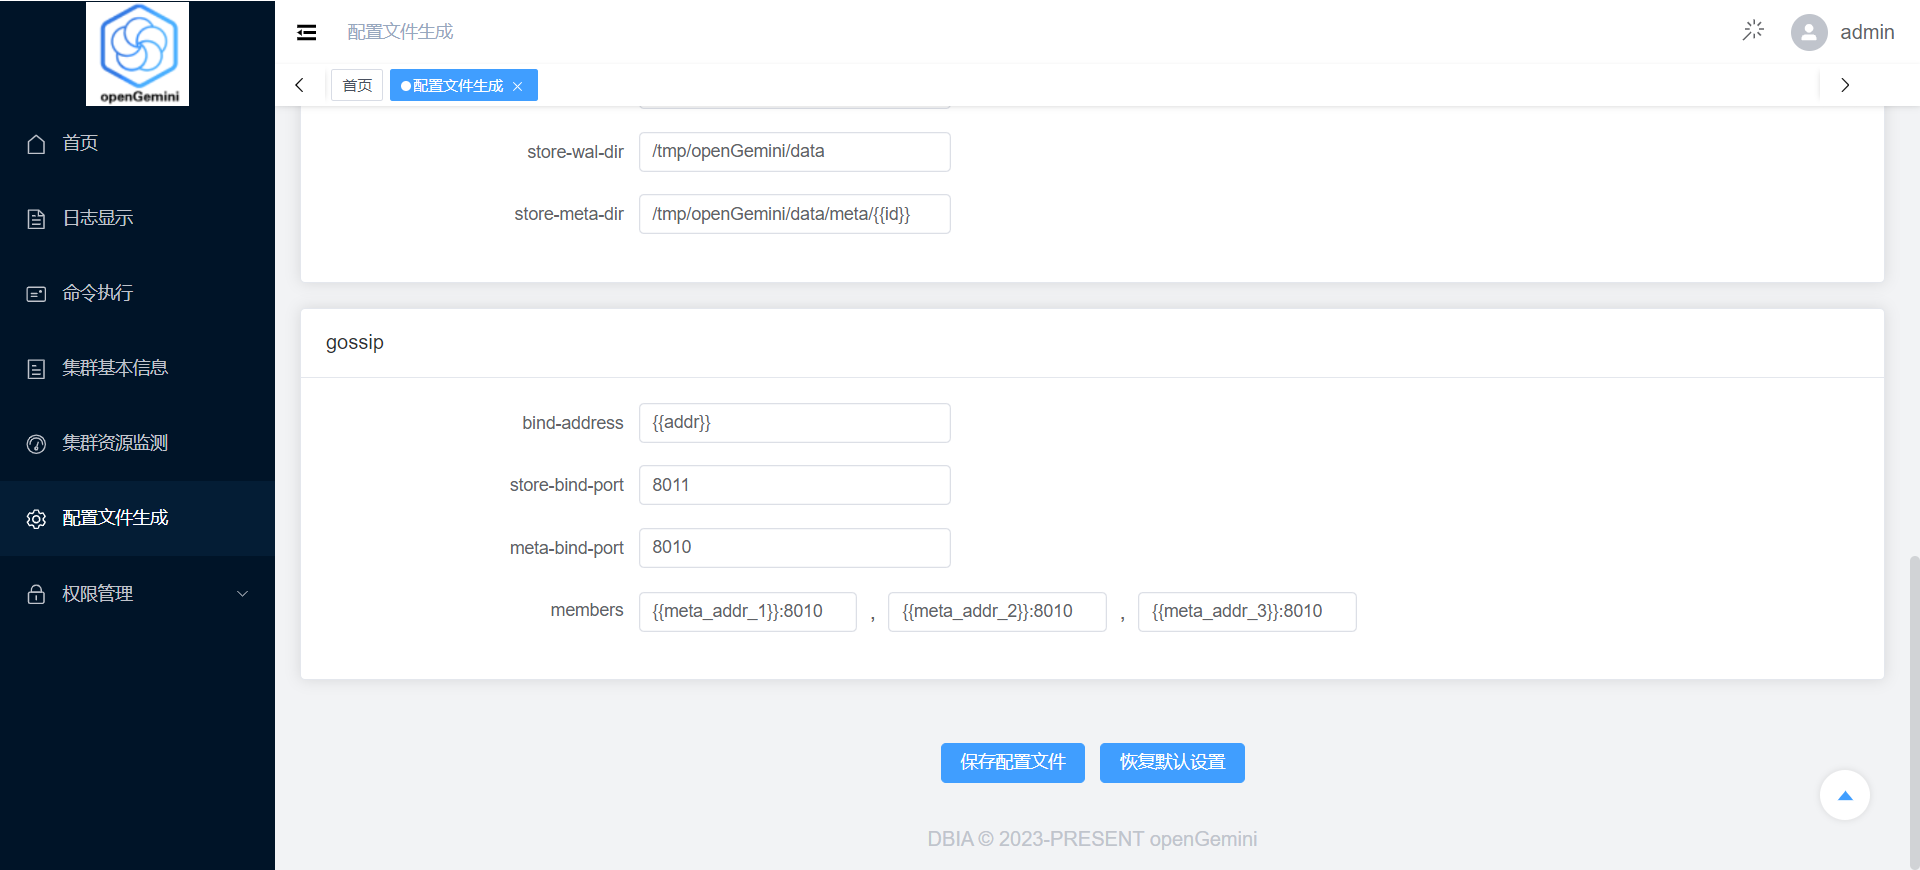 openGemini
首页
日志显示
命令执行
集群基本信息
集群资源监测
配置文件生成
权限管理
配置文件生成
admin
首页
配置文件生成
store-wal-dir /tmp/openGemini/data
store-meta-dir /tmp/openGemini/data/meta/{{id}}
gossip
bind-address {{addr}}
store-bind-port 8011
meta-bind-port 8010
members {{meta_addr_1}}:8010 , {{meta_addr_2}}:8010 , {{meta_addr_3}}:8010
保存配置文件 恢复默认设置
DBIA © 2023-PRESENT openGemini